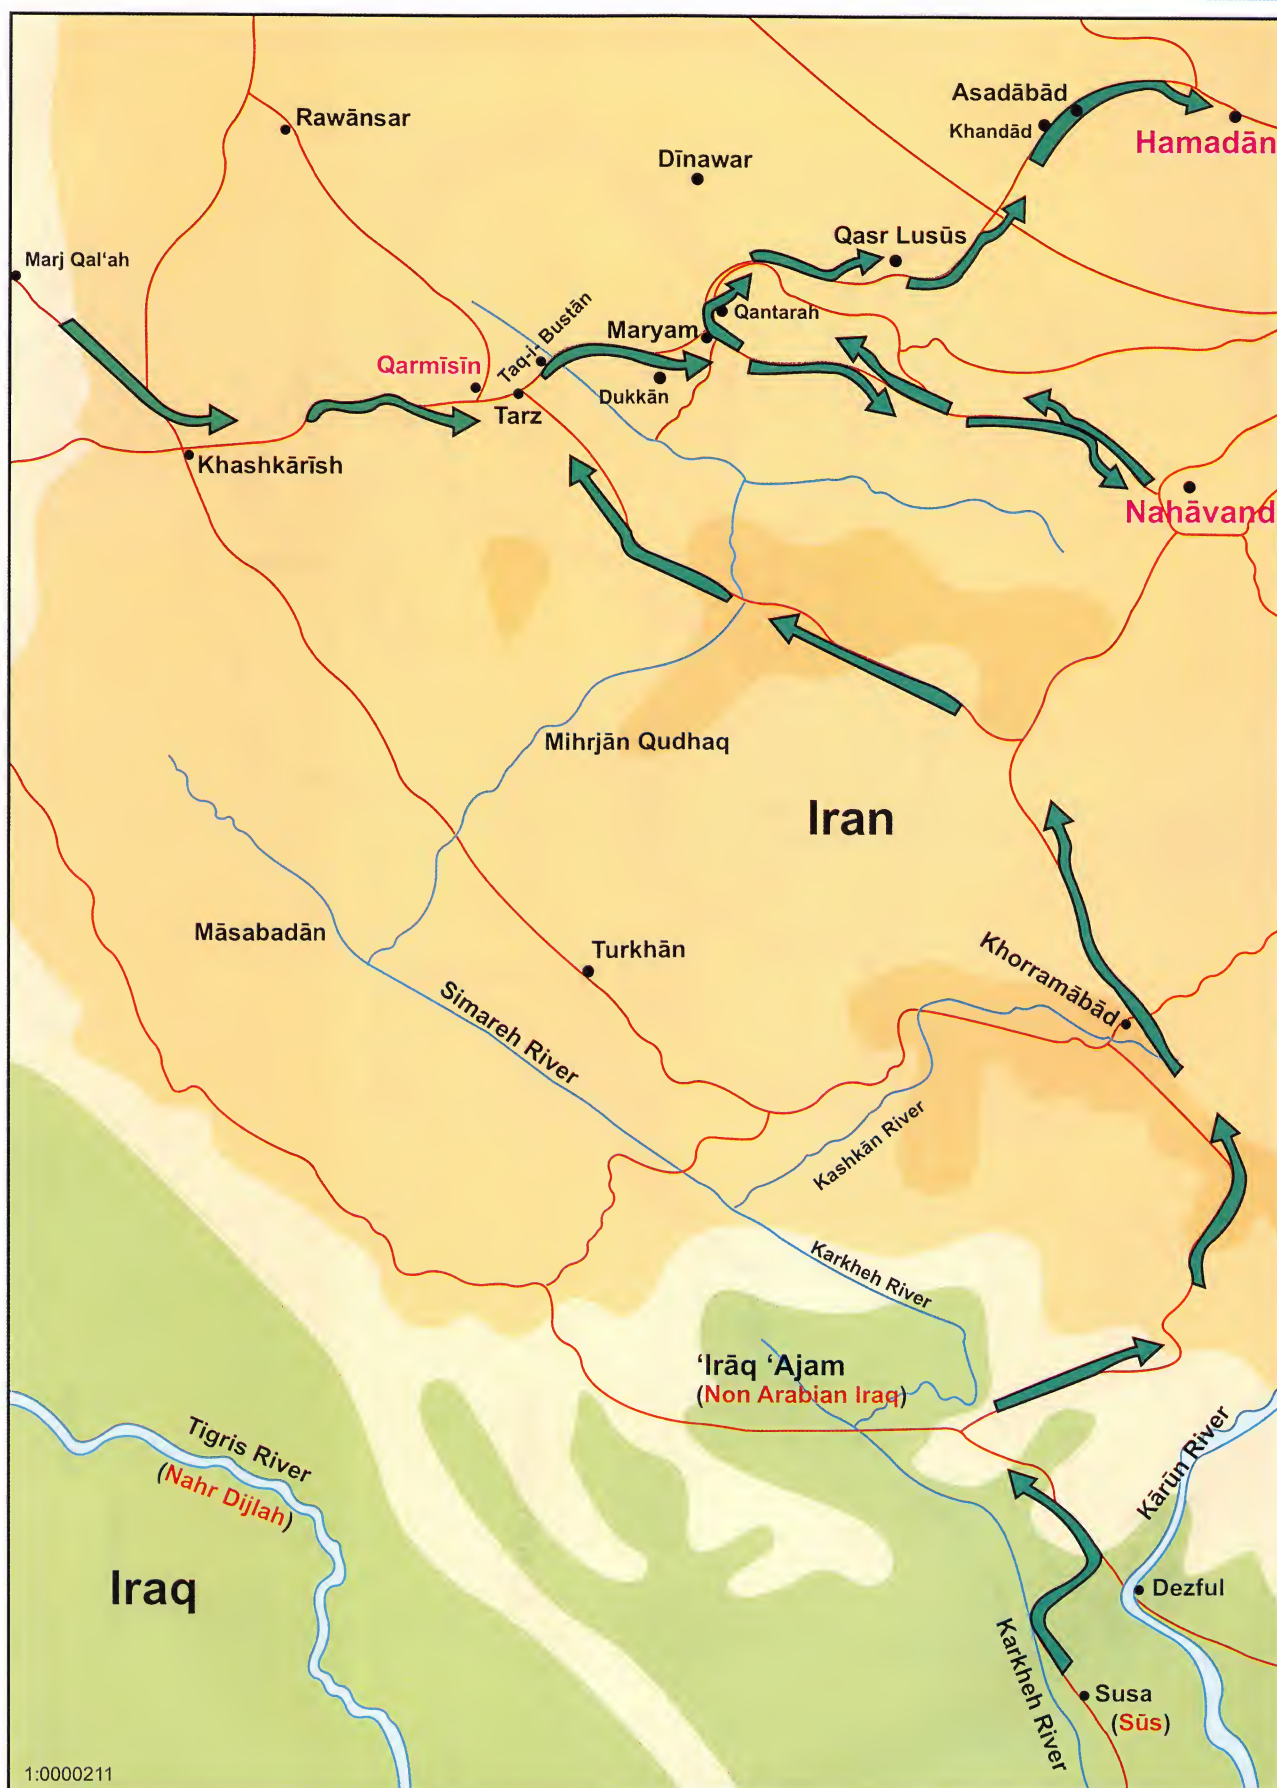 Asadābād
Khandād
Hamadān
Rawānsar
Dīnawar
Qasr Lusūs
Marj Qal‘ah
Taq-i-Bustān
Qantarah
Maryam
Qarmīsīn
Dukkān
Tarz
Khashkārīsh
Nahāvand
Mihrjān Qudhaq
Iran
Māsabadān
Turkhān
Khorramābād
Simareh River
Kashkān River
Karkheh River
‘Irāq ‘Ajam
(Non Arabian Iraq)
Tigris River
(Nahr Dijlah)
Kārūn River
Iraq
Dezful
Karkheh River
Susa
(Sūs)
1:0000211